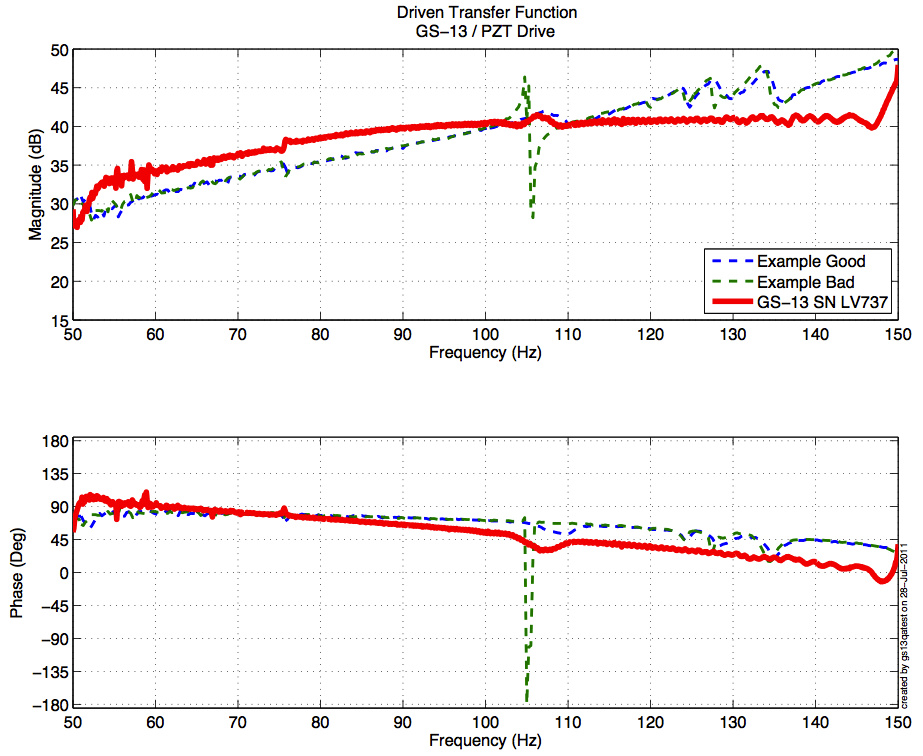 Driven Transfer Function
GS−13 / PZT Drive
50
45
40
35
30
25
20
15
Magnitude (dB)
50 60 70 80 90 100 110 120 130 140 150
Frequency (Hz)
Example Good
Example Bad
GS−13 SN LV737
180
135
90
45
0
−45
−90
−135
−180
Phase (Deg)
50 60 70 80 90 100 110 120 130 140 150
Frequency (Hz)
created by gs13qatest on 28−Jul−2011